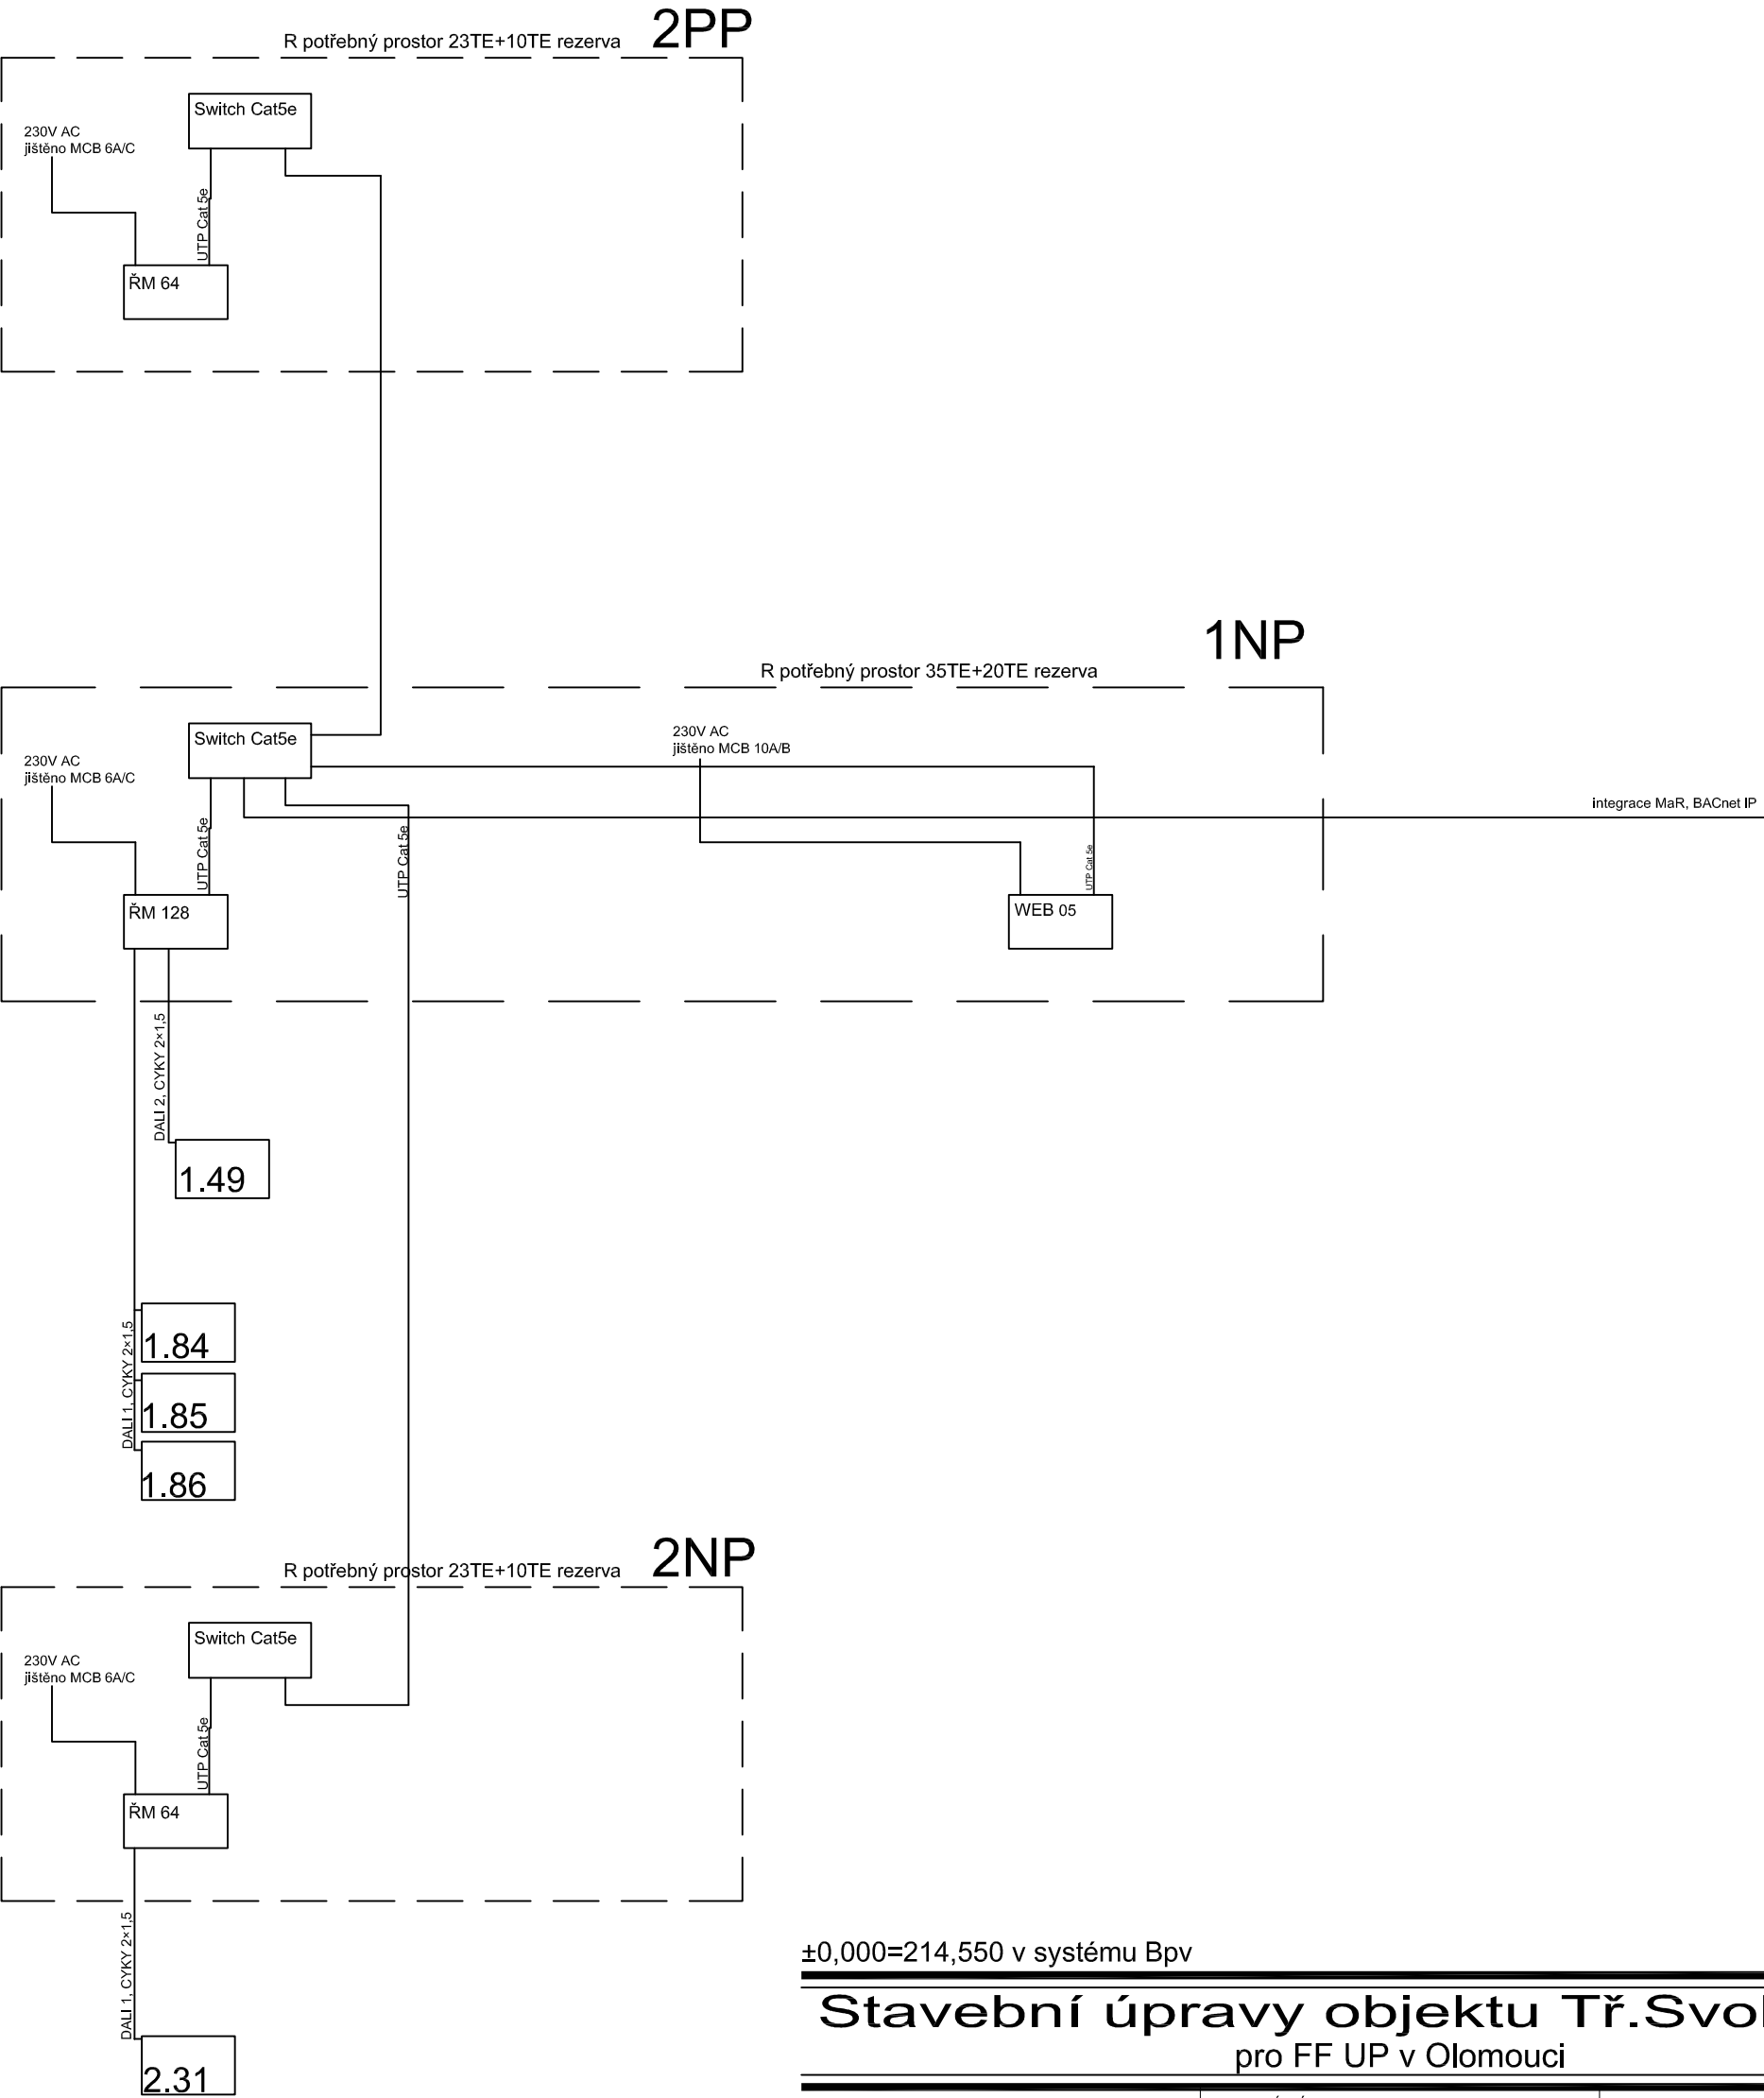 2PP
R potřebný prostor 23TE+10TE rezerva
Switch Cat5e
230V AC
jištěno MCB 6A/C
UTP Cat 5e
ŘM 64
1NP
R potřebný prostor 35TE+20TE rezerva
Switch Cat5e
230V AC
jištěno MCB 10A/B
230V AC
jištěno MCB 6A/C
integrace MaR, BACnet IP
UTP Cat 5e
UTP Cat 5e
UTP Cat 5e
ŘM 128
WEB 05
DALI 2, CYKY 2×1,5
1.49
DALI 1, CYKY 2×1,5
1.84
1.85
1.86
2NP
R potřebný prostor 23TE+10TE rezerva
Switch Cat5e
230V AC
jištěno MCB 6A/C
UTP Cat 5e
ŘM 64
DALI 1, CYKY 2×1,5
2.31
±0,000=214,550 v systému Bpv
Stavební úpravy objektu Tř.Svo
pro FF UP v Olomouci